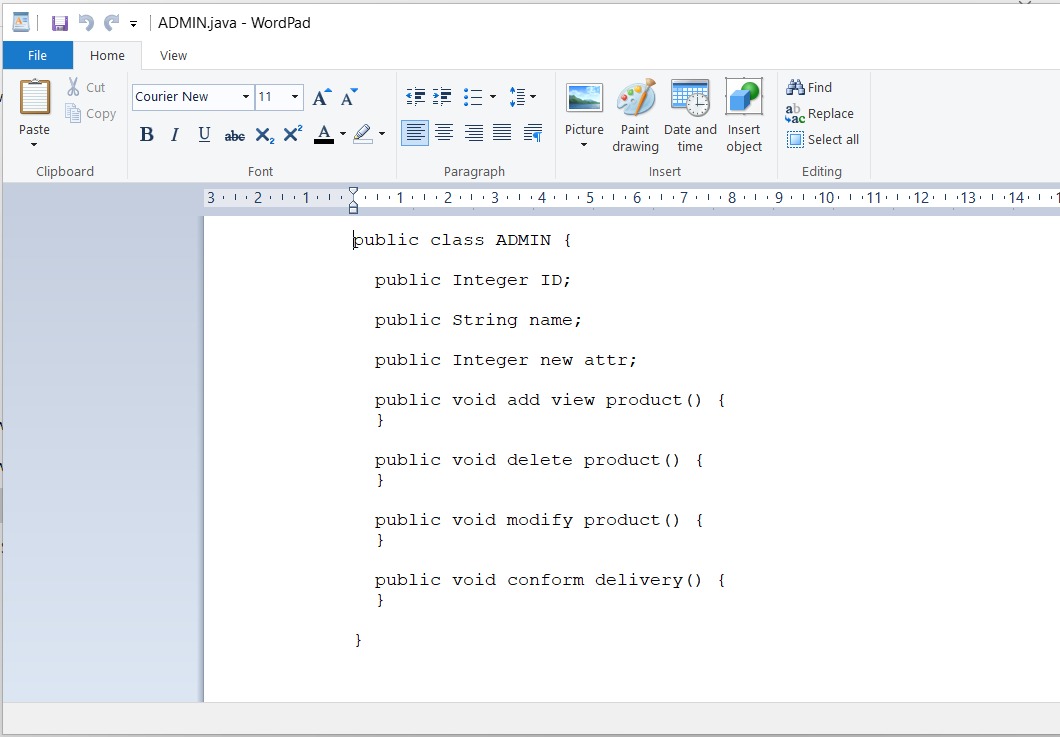 ADMIN.java - WordPad
File Home View
Paste
Cut
Copy
Clipboard
Courier New 11
B I U abc X₂ X² A
Font
Paragraph
Picture
Paint drawing
Date and time
Insert object
Insert
Find
Replace
Select all
Editing
3 2 1 1 2 3 4 5 6 7 8 9 10 11 12 13 14
public class ADMIN {
public Integer ID;
public String name;
public Integer new attr;
public void add view product() {
}
public void delete product() {
}
public void modify product() {
}
public void conform delivery() {
}
}